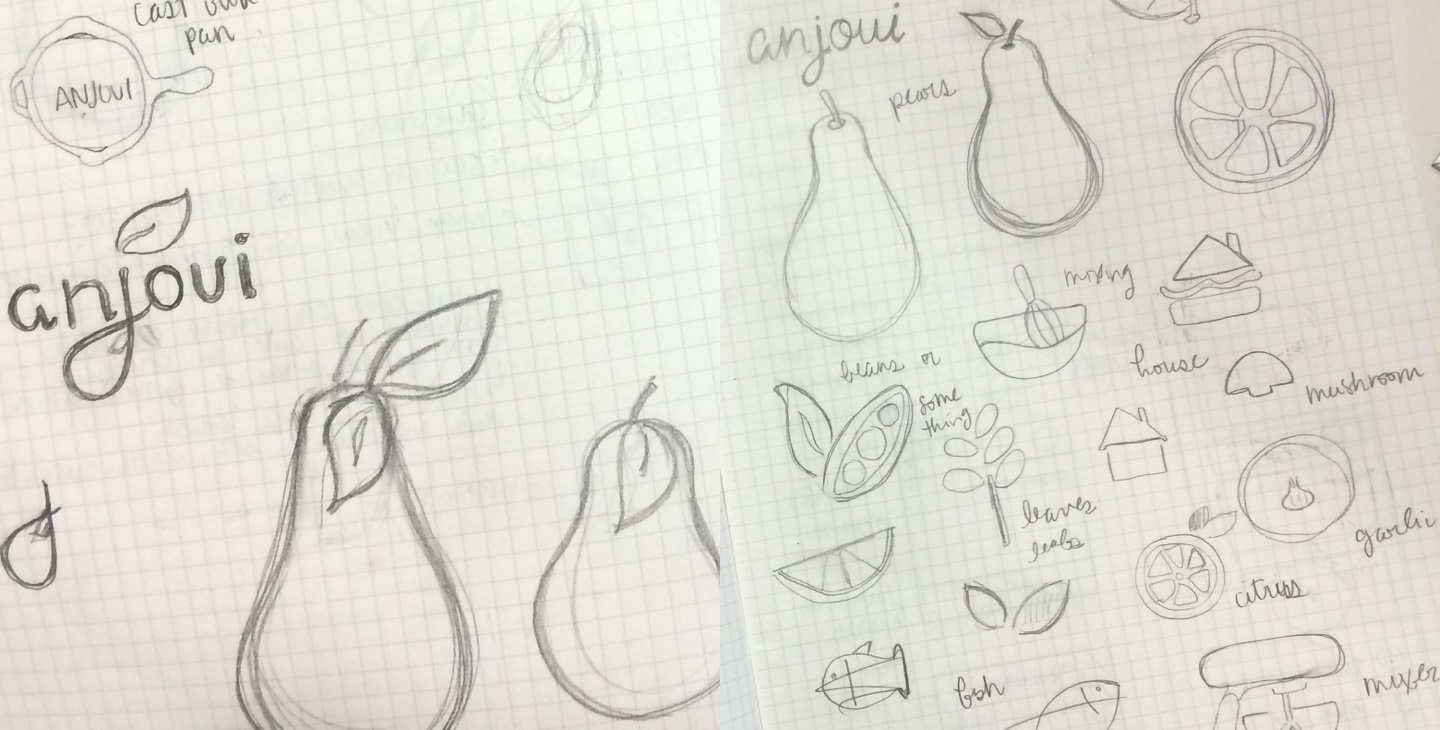 cast iron
pan
ANJOUI
anjoui
anjoui
pears
mixing
house
beans or
some
thing
mushroom
leaves
garlic
citrus
fish
mixer